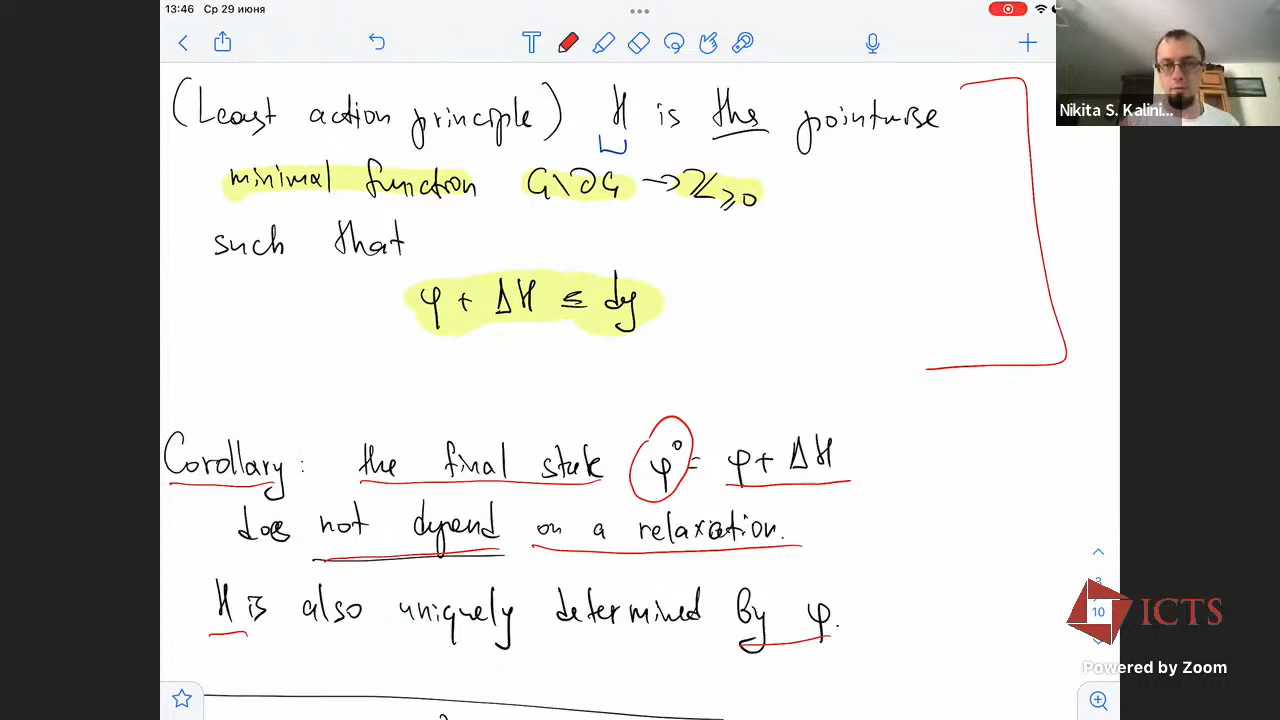 13:46 Ср 29 июня
Nikita S. Kalini...
(Least action principle) H is the pointwise
minimal function G\∂G → ℤ≥0
such that
φ + ΔH ≤ dy
Corollary: the final state φ° = φ + ΔH
does not depend on a relaxation.
H is also uniquely determined by φ.
3
10
ICTS
Powered by Zoom